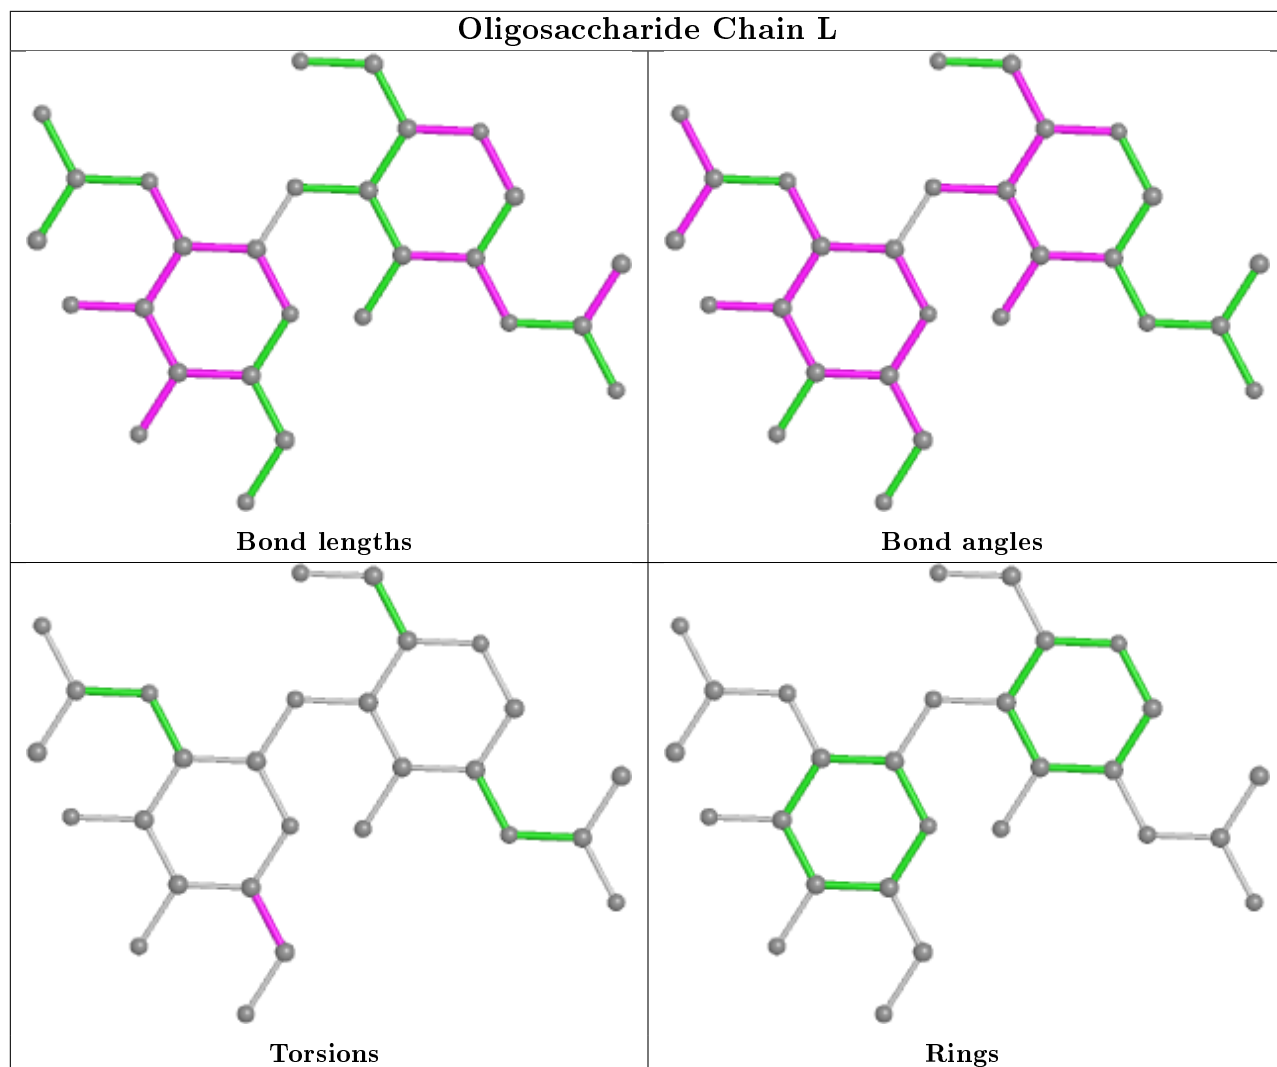 Oligosaccharide Chain L
Bond lengths
Bond angles
Torsions
Rings